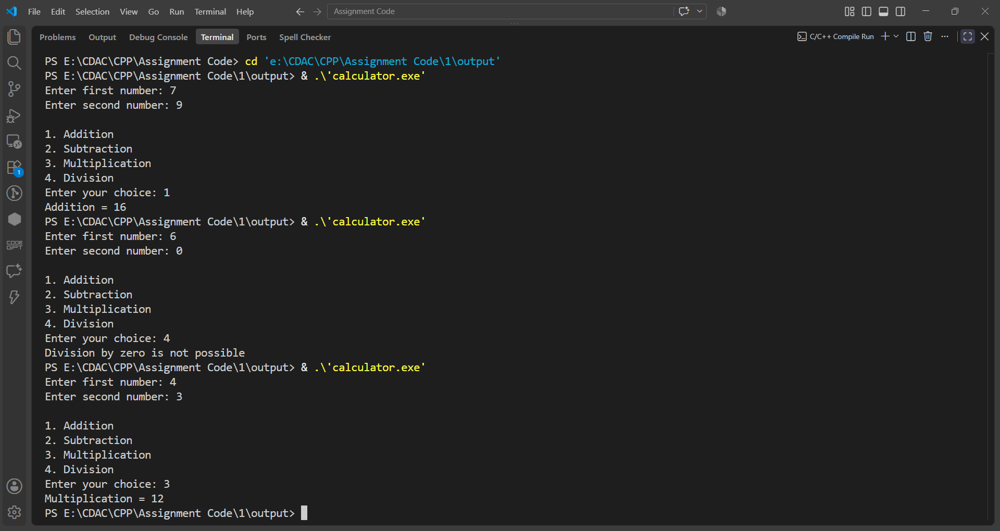 File Edit Selection View Go Run Terminal Help
Assignment Code
Problems Output Debug Console Terminal Ports Spell Checker
C/C++ Compile Run
PS E:\CDAC\CPP\Assignment Code> cd 'e:\CDAC\CPP\Assignment Code\1\output'
PS E:\CDAC\CPP\Assignment Code\1\output> & .\'calculator.exe'
Enter first number: 7
Enter second number: 9
1. Addition
2. Subtraction
3. Multiplication
4. Division
Enter your choice: 1
Addition = 16
PS E:\CDAC\CPP\Assignment Code\1\output> & .\'calculator.exe'
Enter first number: 6
Enter second number: 0
1. Addition
2. Subtraction
3. Multiplication
4. Division
Enter your choice: 4
Division by zero is not possible
PS E:\CDAC\CPP\Assignment Code\1\output> & .\'calculator.exe'
Enter first number: 4
Enter second number: 3
1. Addition
2. Subtraction
3. Multiplication
4. Division
Enter your choice: 3
Multiplication = 12
PS E:\CDAC\CPP\Assignment Code\1\output>
1
CODE
GPT